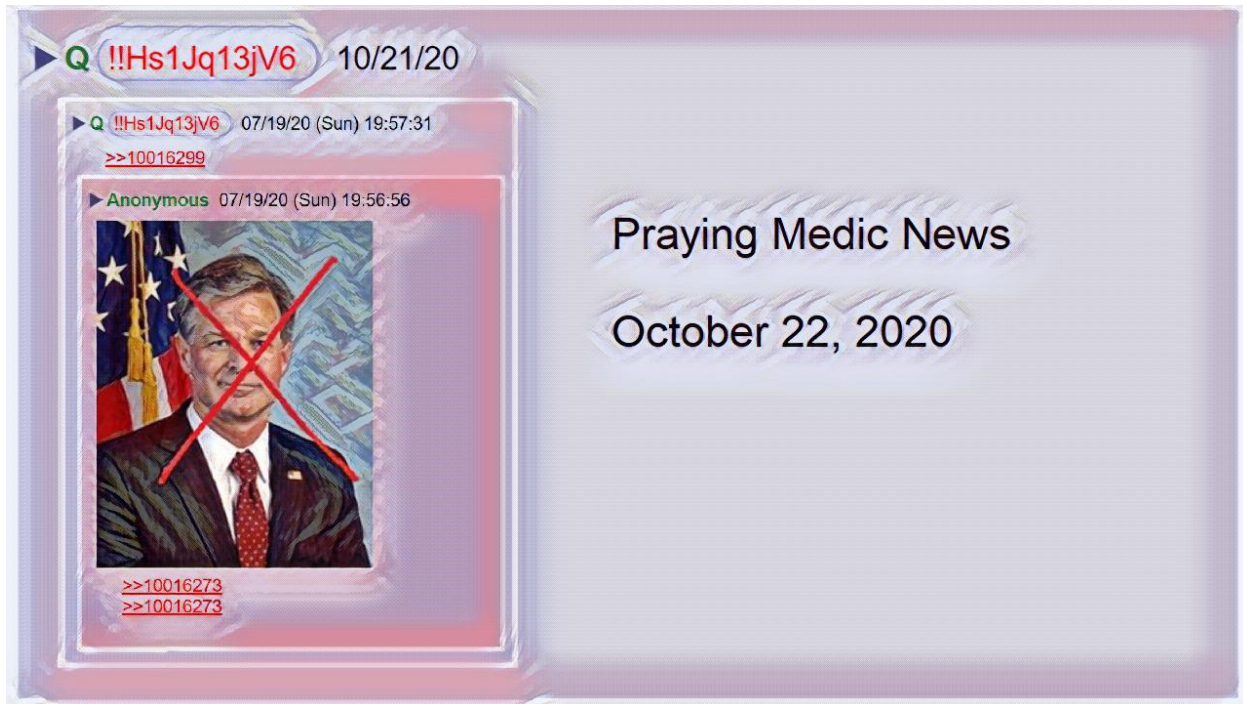 Q !!Hs1Jq13jV6 10/21/20
Q !!Hs1Jq13jV6 07/19/20 (Sun) 19:57:31
>>10016299
Anonymous 07/19/20 (Sun) 19:56:56
>>10016273
>>10016273
Praying Medic News
October 22, 2020